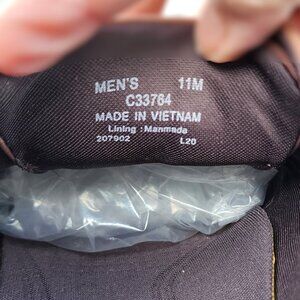 MEN'S 11M
C33764
MADE IN VIETNAM
Lining : Manmade
207902 L20